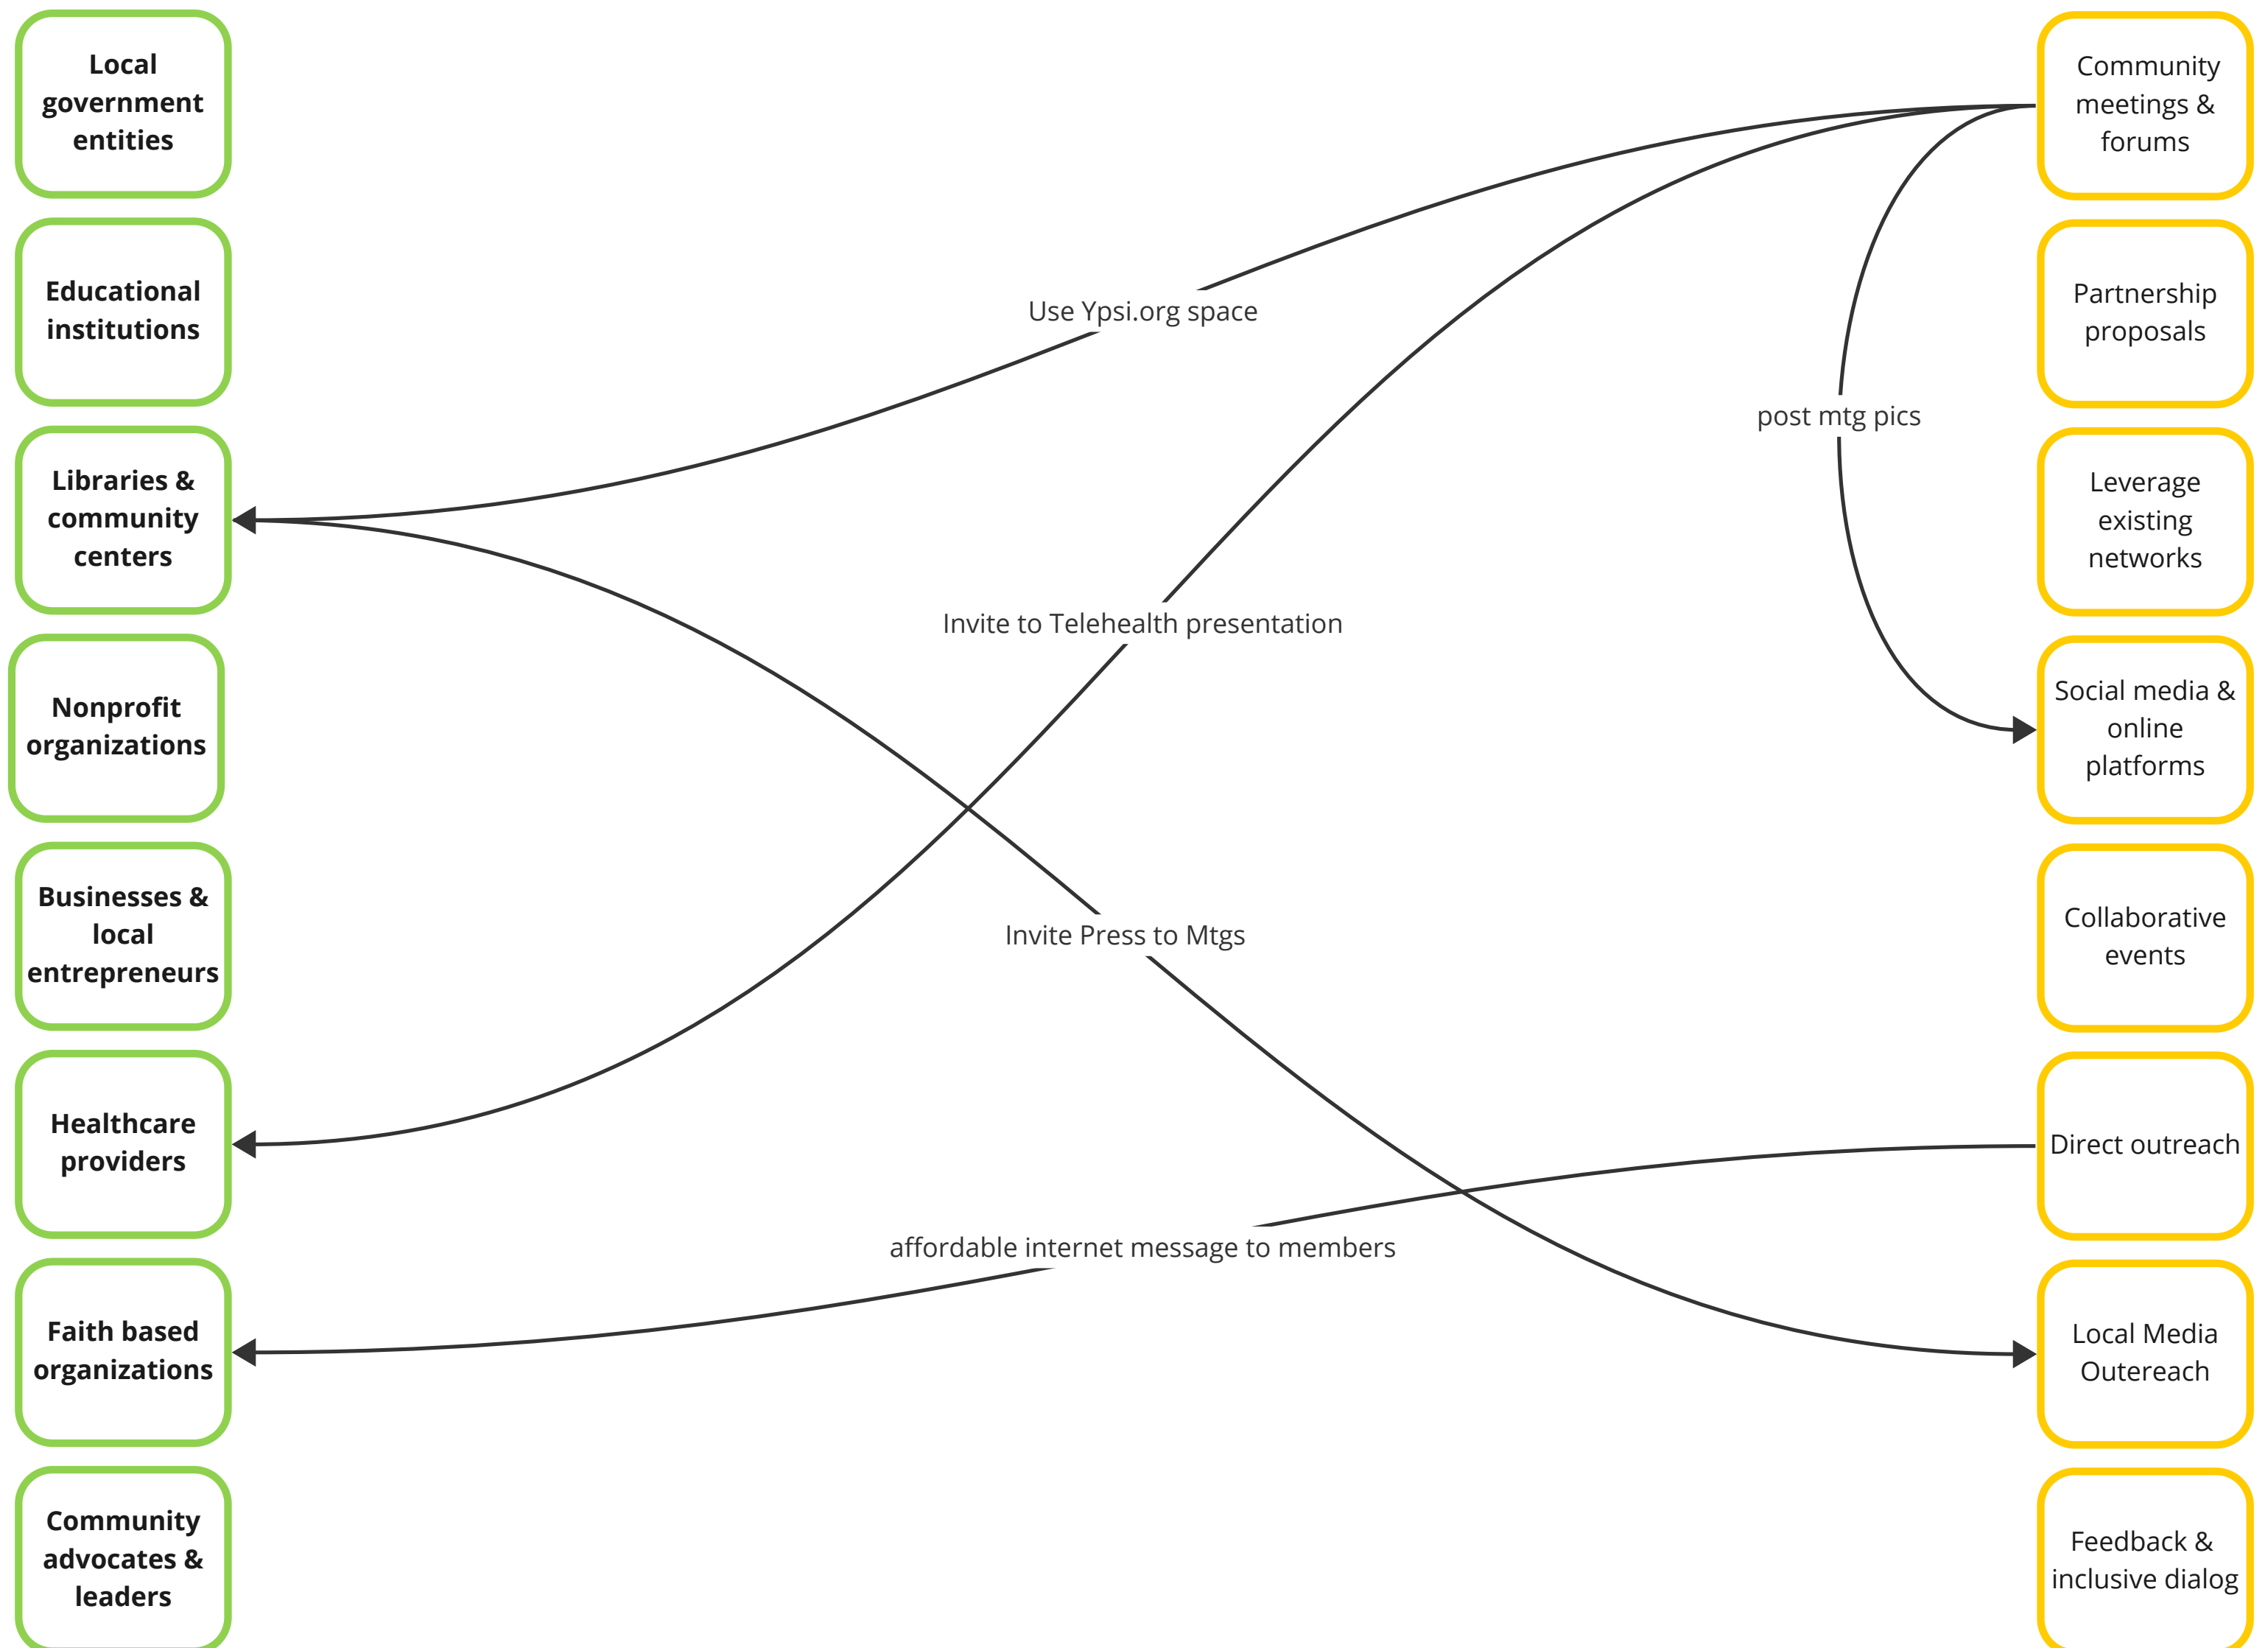 Local
government
entities
Educational
institutions
Libraries &
community
centers
Nonprofit
organizations
Businesses &
local
entrepreneurs
Healthcare
providers
Faith based
organizations
Community
advocates &
leaders
Use Ypsi.org space
Invite to Telehealth presentation
Invite Press to Mtgs
affordable internet message to members
post mtg pics
Community
meetings &
forums
Partnership
proposals
Leverage
existing
networks
Social media &
online
platforms
Collaborative
events
Direct outreach
Local Media
Outereach
Feedback &
inclusive dialog